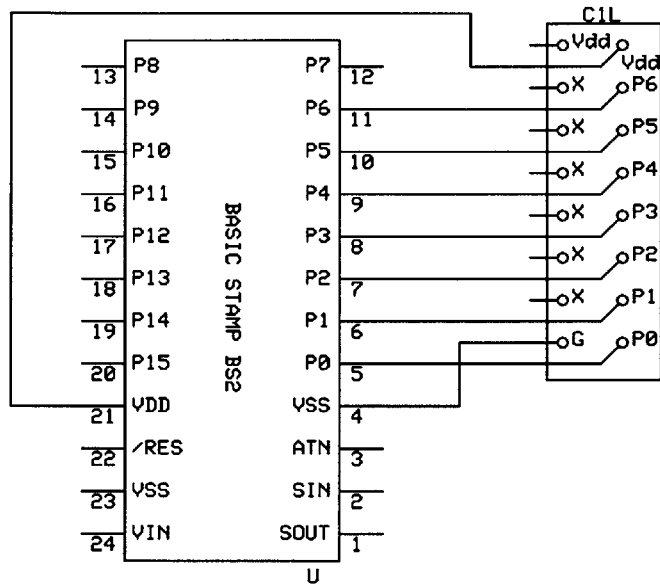 C1L
Vdd
Vdd
P8 P7
13 12
X P6
P9 P6
14 11
X P5
P10 P5
15 10
X P4
P11 P4
16 9
X P3
P12 P3
17 8
X P2
P13 P2
18 7
X P1
P14 P1
19 6
G P0
P15 P0
20 5
VDD VSS
21 4
/RES ATN
22 3
VSS SIN
23 2
VIN SOUT
24 1
BASIC STAMP BS2
U